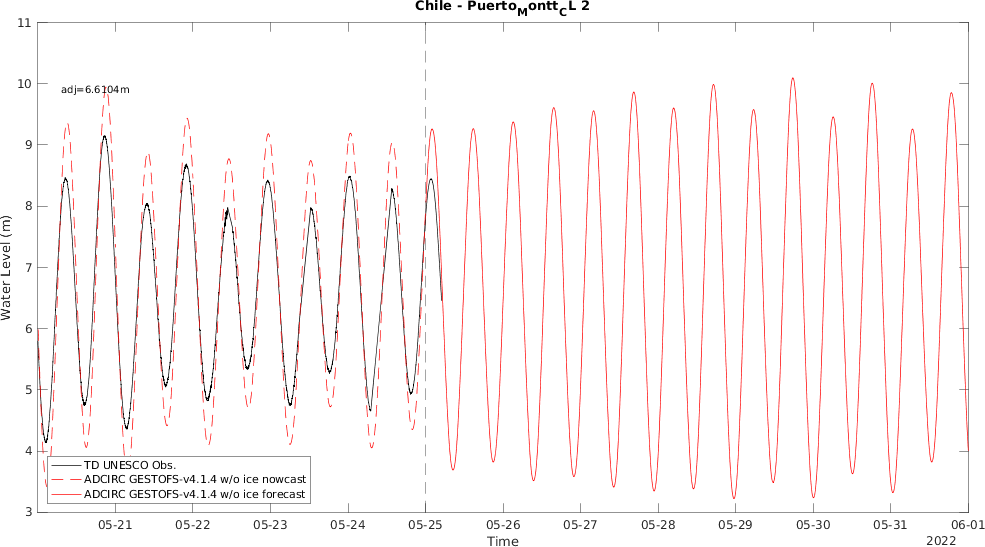 Chile - Puerto_Montt_CL 2
adj=6.6104m
Water Level (m)
11
10
9
8
7
6
5
4
3
TD UNESCO Obs.
ADCIRC GESTOFS-v4.1.4 w/o ice nowcast
ADCIRC GESTOFS-v4.1.4 w/o ice forecast
05-21 05-22 05-23 05-24 05-25 05-26 05-27 05-28 05-29 05-30 05-31 06-01
Time
2022